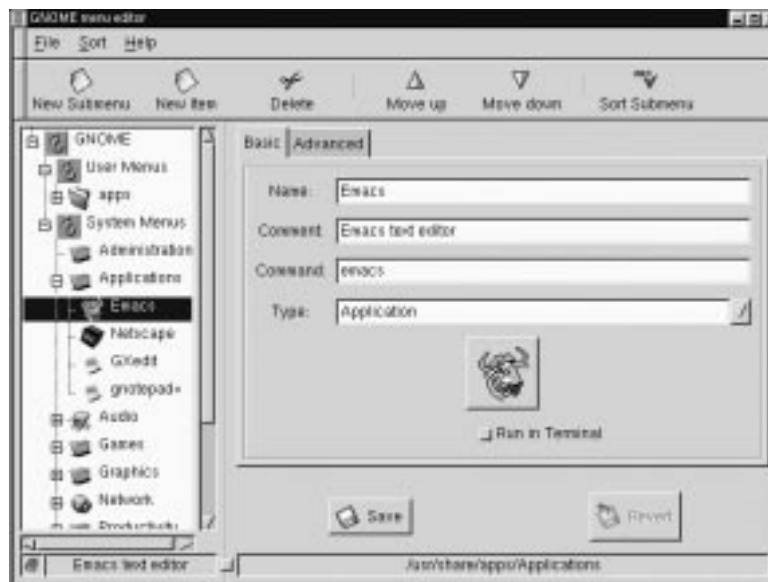 GNOME menu editor
File Sort Help
New Submenu New Item Delete Move up Move down Sort Submenu
GNOME
User Menus
apps
System Menus
Administration
Applications
Emacs
Netscape
GXedit
gnotepad+
Audio
Games
Graphics
Network
Productivity
Basic Advanced
Name: Emacs
Comment: Emacs text editor
Command: emacs
Type: Application
Run in Terminal
Save Revert
Emacs text editor /usr/share/apps/Applications